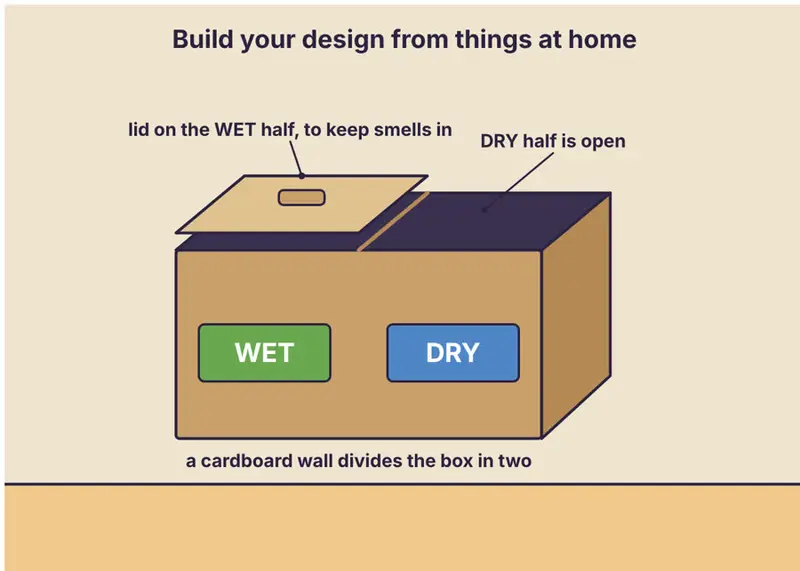 Build your design from things at home
lid on the WET half, to keep smells in
DRY half is open
WET
DRY
a cardboard wall divides the box in two